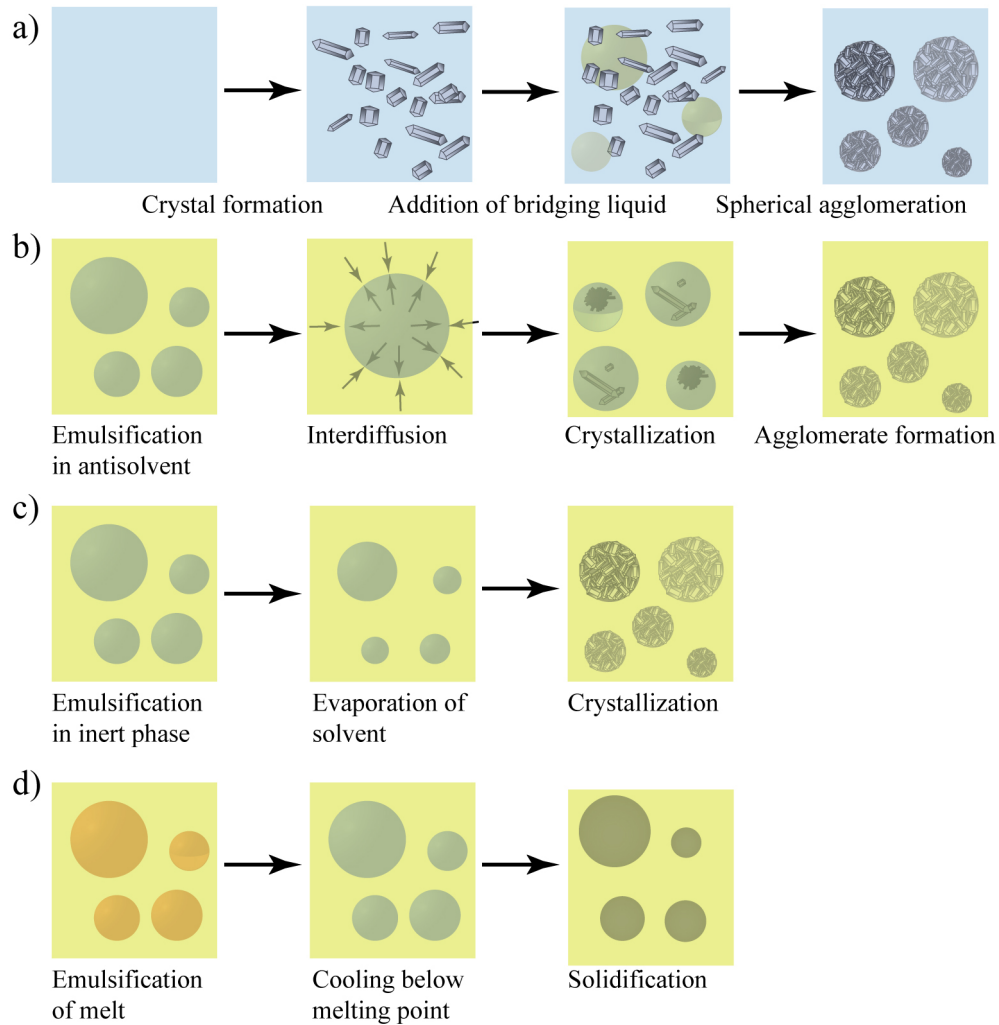 a)
Crystal formation
Addition of bridging liquid
Spherical agglomeration
b)
Emulsification
in antisolvent
Interdiffusion
Crystallization
Agglomerate formation
c)
Emulsification
in inert phase
Evaporation of
solvent
Crystallization
d)
Emulsification
of melt
Cooling below
melting point
Solidification